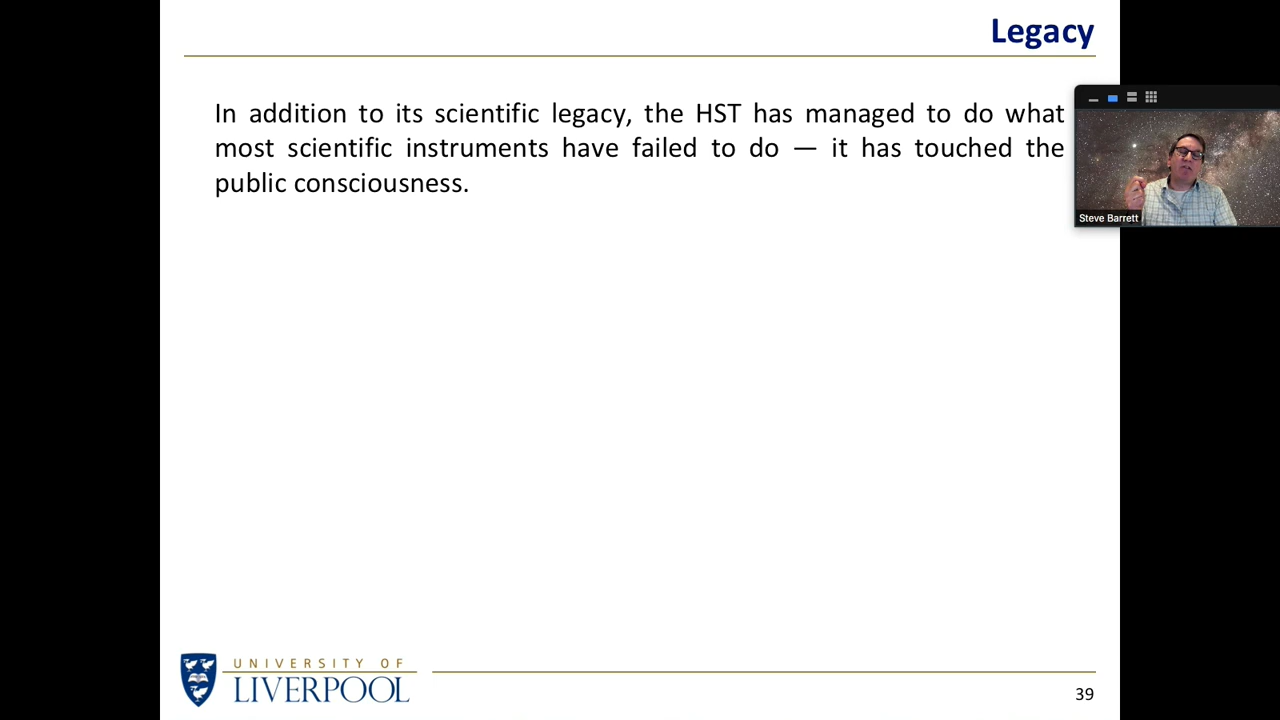 Legacy
In addition to its scientific legacy, the HST has managed to do what
most scientific instruments have failed to do — it has touched the
public consciousness.
Steve Barrett
UNIVERSITY OF
LIVERPOOL
39